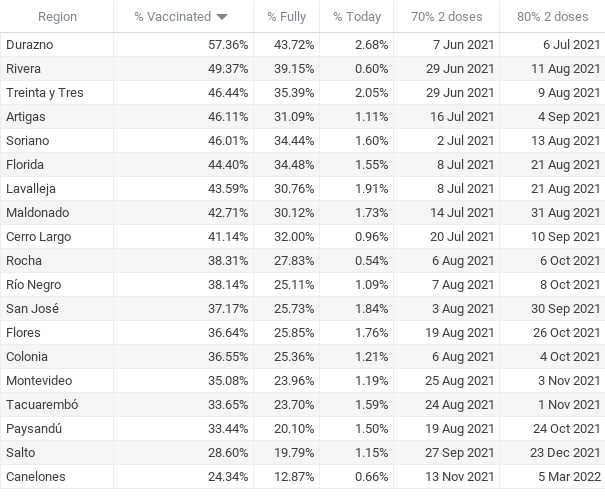 Region % Vaccinated % Fully % Today 70% 2 doses 80% 2 doses
Durazno 57.36% 43.72% 2.68% 7 Jun 2021 6 Jul 2021
Rivera 49.37% 39.15% 0.60% 29 Jun 2021 11 Aug 2021
Treinta y Tres 46.44% 35.39% 2.05% 29 Jun 2021 9 Aug 2021
Artigas 46.11% 31.09% 1.11% 16 Jul 2021 4 Sep 2021
Soriano 46.01% 34.44% 1.60% 2 Jul 2021 13 Aug 2021
Florida 44.40% 34.48% 1.55% 8 Jul 2021 21 Aug 2021
Lavalleja 43.59% 30.76% 1.91% 8 Jul 2021 21 Aug 2021
Maldonado 42.71% 30.12% 1.73% 14 Jul 2021 31 Aug 2021
Cerro Largo 41.14% 32.00% 0.96% 20 Jul 2021 10 Sep 2021
Rocha 38.31% 27.83% 0.54% 6 Aug 2021 6 Oct 2021
Río Negro 38.14% 25.11% 1.09% 7 Aug 2021 8 Oct 2021
San José 37.17% 25.73% 1.84% 3 Aug 2021 30 Sep 2021
Flores 36.64% 25.85% 1.76% 19 Aug 2021 26 Oct 2021
Colonia 36.55% 25.36% 1.21% 6 Aug 2021 4 Oct 2021
Montevideo 35.08% 23.96% 1.19% 25 Aug 2021 3 Nov 2021
Tacuarembó 33.65% 23.70% 1.59% 24 Aug 2021 1 Nov 2021
Paysandú 33.44% 20.10% 1.50% 19 Aug 2021 24 Oct 2021
Salto 28.60% 19.79% 1.15% 27 Sep 2021 23 Dec 2021
Canelones 24.34% 12.87% 0.66% 13 Nov 2021 5 Mar 2022